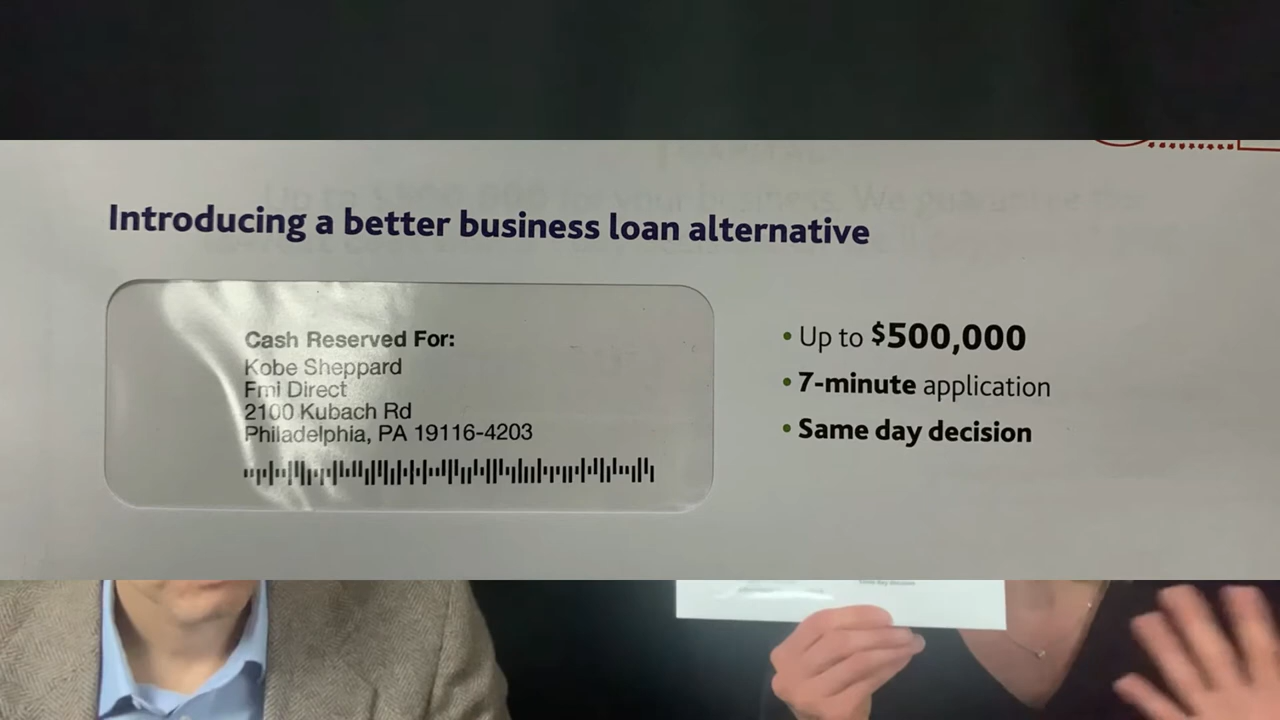 Introducing a better business loan alternative
Cash Reserved For:
Kobe Sheppard
Fmi Direct
2100 Kubach Rd
Philadelphia, PA 19116-4203
• Up to $500,000
• 7-minute application
• Same day decision